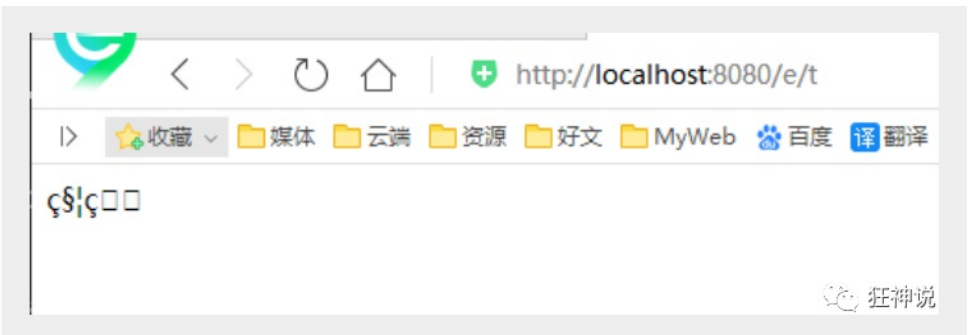 http://localhost:8080/e/t
收藏 媒体 云端 资源 好文 MyWeb 百度 译 翻译
ç§¦ç□□
狂神说